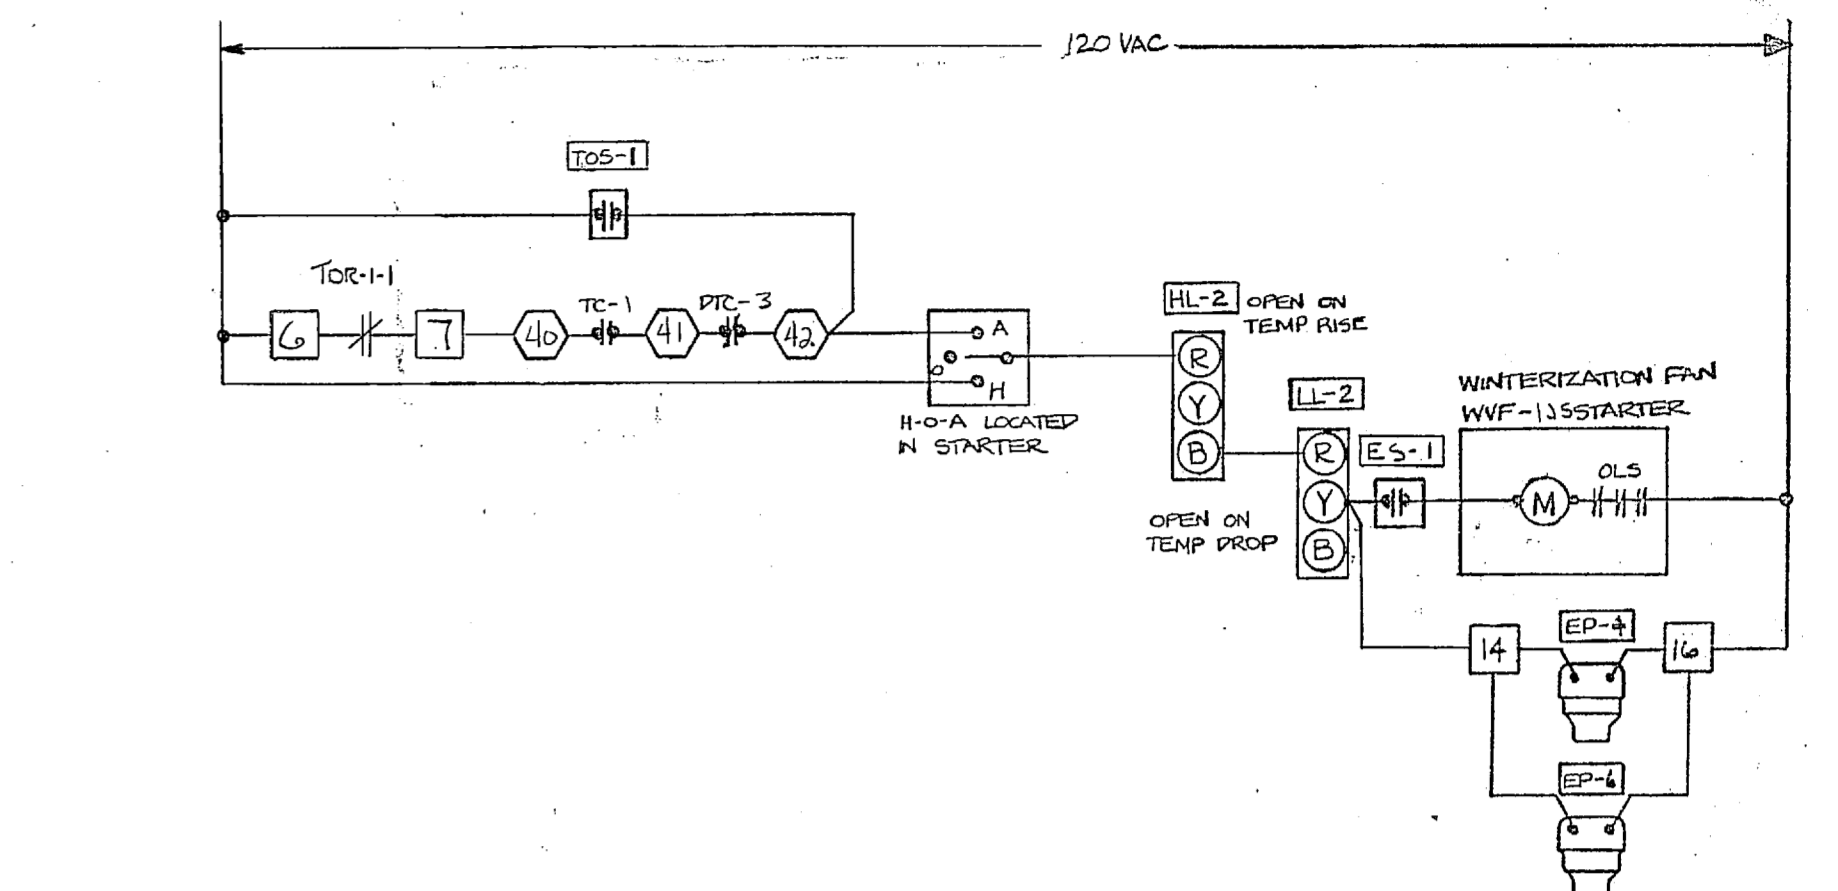 120 VAC
TOS-1
TOR-1-1
6
7
40
TC-1
41
DTC-3
42
A
O
H
H-O-A LOCATED
IN STARTER
HL-2
OPEN ON
TEMP RISE
R
Y
B
LL-2
OPEN ON
TEMP DROP
R
Y
B
ES-1
WINTERIZATION FAN
STARTER
M
OLS
14
EP-4
16
EP-6